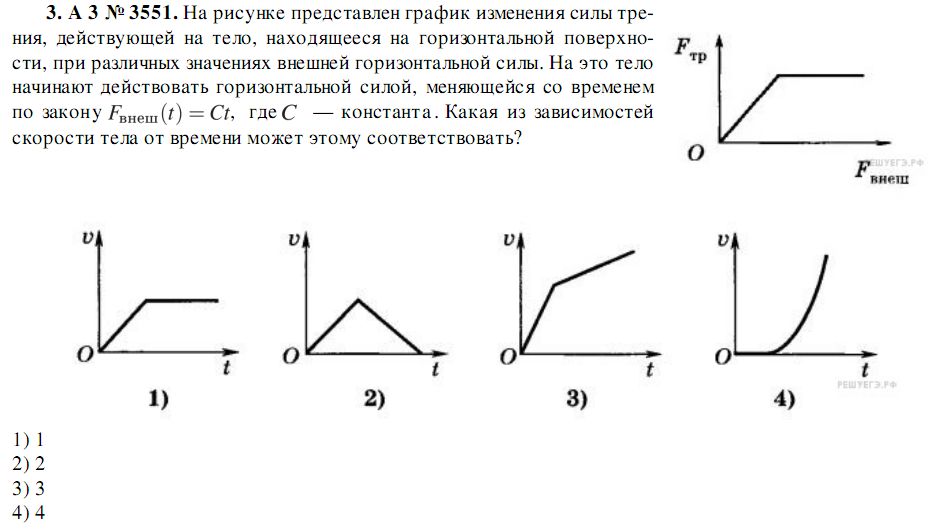 3. А 3 № 3551. На рисунке представлен график изменения силы тре-
ния, действующей на тело, находящееся на горизонтальной поверхно-
сти, при различных значениях внешней горизонтальной силы. На это тело
начинают действовать горизонтальной силой, меняющейся со временем
по закону Fвнеш(t) = Ct, где C — константа. Какая из зависимостей
скорости тела от времени может этому соответствовать?
Fтр
O
Fвнеш
РЕШУЕГЭ.РФ
υ
O
t
1)
υ
O
t
2)
υ
O
t
3)
υ
O
t
4)
РЕШУЕГЭ.РФ
1) 1
2) 2
3) 3
4) 4